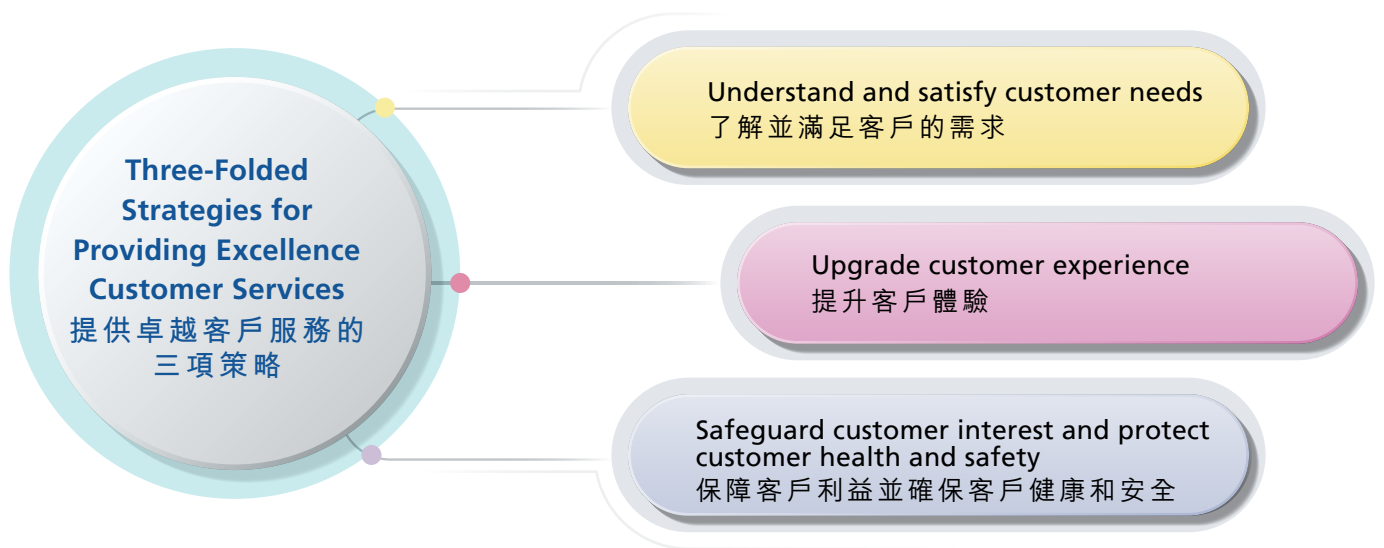 Three-Folded
Strategies for
Providing Excellence
Customer Services
提供卓越客戶服務的
三項策略
Understand and satisfy customer needs
了解並滿足客戶的需求
Upgrade customer experience
提升客戶體驗
Safeguard customer interest and protect
customer health and safety
保障客戶利益並確保客戶健康和安全